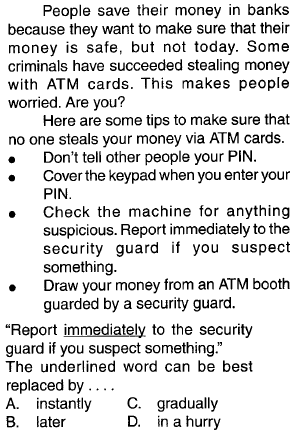 People save their money in banks
because they want to make sure that their
money is safe, but not today. Some
criminals have succeeded stealing money
with ATM cards. This makes people
worried. Are you?
Here are some tips to make sure that
no one steals your money via ATM cards.
• Don't tell other people your PIN.
• Cover the keypad when you enter your
PIN.
• Check the machine for anything
suspicious. Report immediately to the
security guard if you suspect
something.
• Draw your money from an ATM booth
guarded by a security guard.
“Report immediately to the security
guard if you suspect something.”
The underlined word can be best
replaced by . . . .
A. instantly C. gradually
B. later D. in a hurry